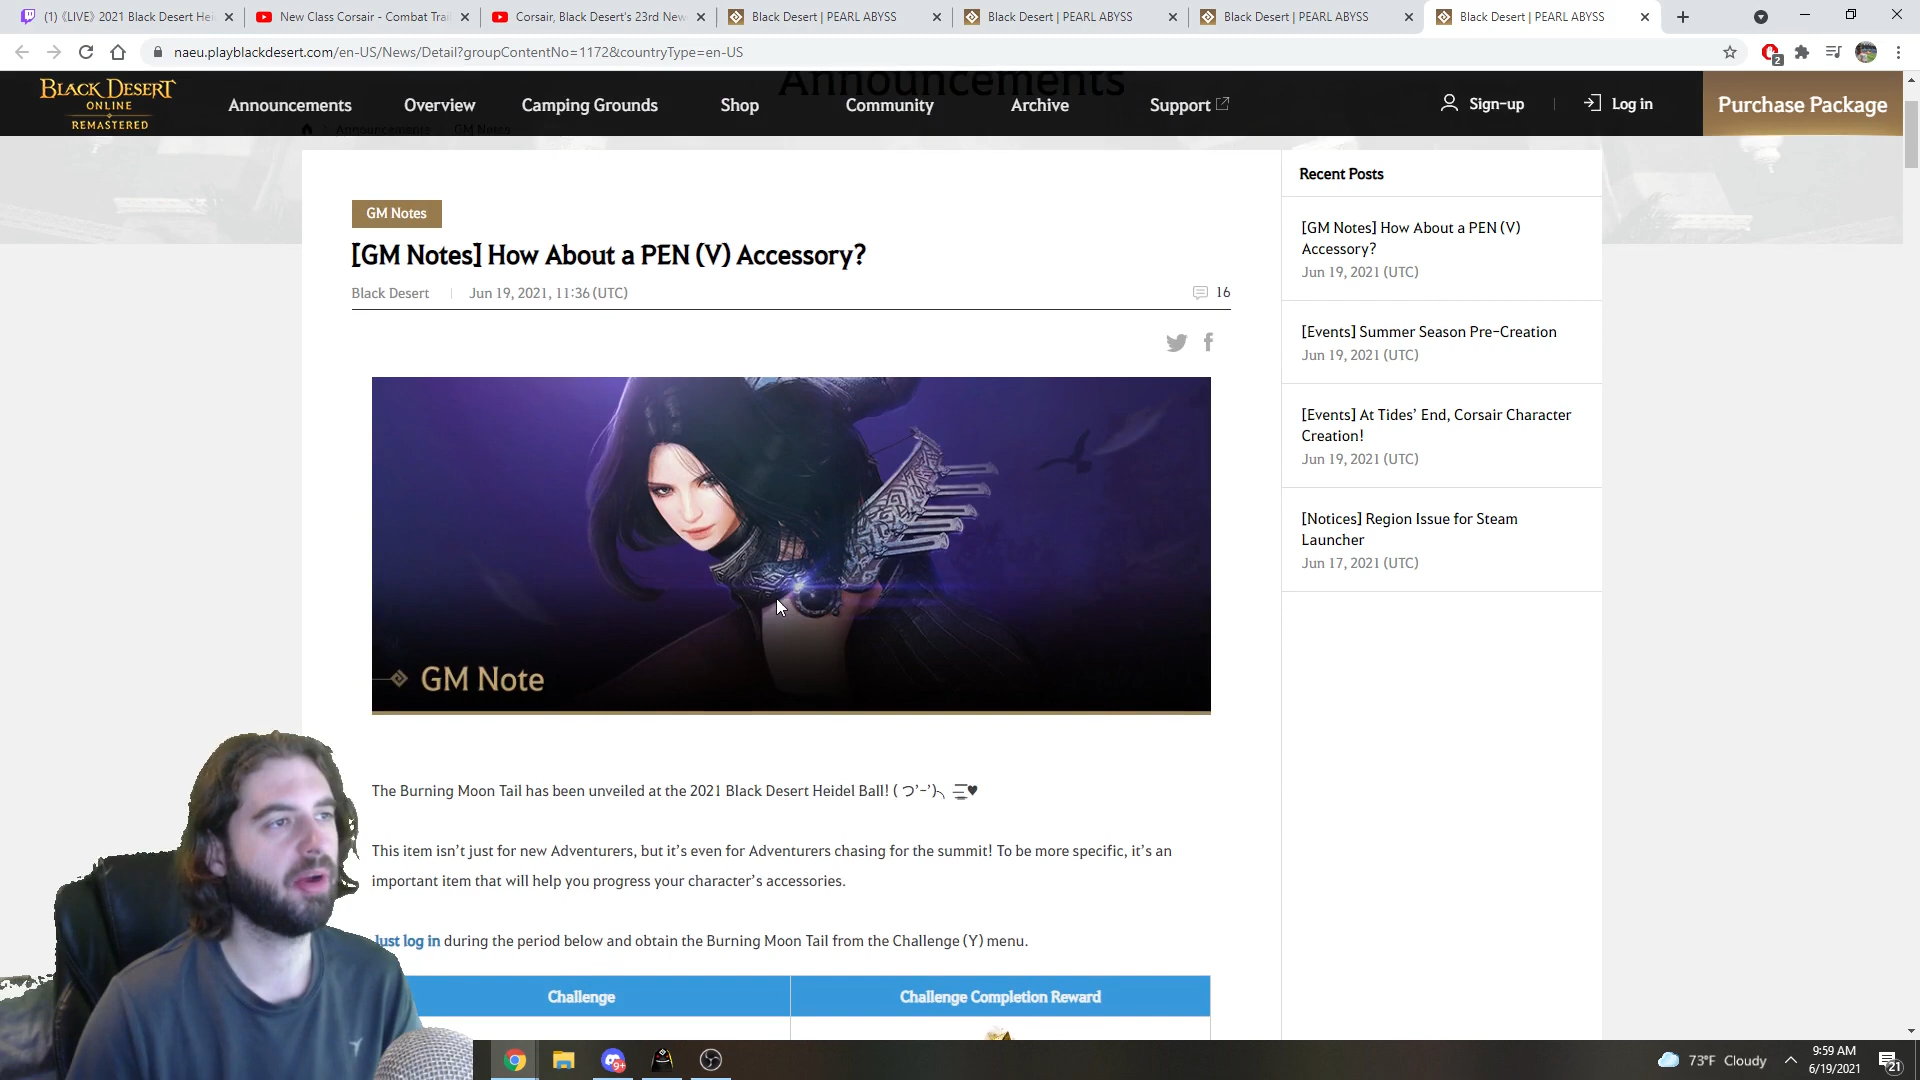 (1)《LIVE》2021 Black Desert Hei
New Class Corsair - Combat Trai
Corsair, Black Desert's 23rd New
Black Desert | PEARL ABYSS
Black Desert | PEARL ABYSS
Black Desert | PEARL ABYSS
Black Desert | PEARL ABYSS
naeu.playblackdesert.com/en-US/News/Detail?groupContentNo=1172&countryType=en-US
2
Announcements
BLACK DESERT
ONLINE
REMASTERED
Announcements
Overview
Camping Grounds
Shop
Community
Archive
Support
Sign-up
Log in
Purchase Package
Announcements
GM Notes
GM Notes
[GM Notes] How About a PEN (V) Accessory?
Black Desert
Jun 19, 2021, 11:36 (UTC)
16
GM Note
The Burning Moon Tail has been unveiled at the 2021 Black Desert Heidel Ball! ( つ’-’)╮ —̳͟͞͞♥
This item isn’t just for new Adventurers, but it’s even for Adventurers chasing for the summit! To be more specific, it’s an
important item that will help you progress your character’s accessories.
Just log in during the period below and obtain the Burning Moon Tail from the Challenge (Y) menu.
Challenge
Challenge Completion Reward
Recent Posts
[GM Notes] How About a PEN (V)
Accessory?
Jun 19, 2021 (UTC)
[Events] Summer Season Pre-Creation
Jun 19, 2021 (UTC)
[Events] At Tides’ End, Corsair Character
Creation!
Jun 19, 2021 (UTC)
[Notices] Region Issue for Steam
Launcher
Jun 17, 2021 (UTC)
9+
73°F Cloudy
9:59 AM
6/19/2021
21